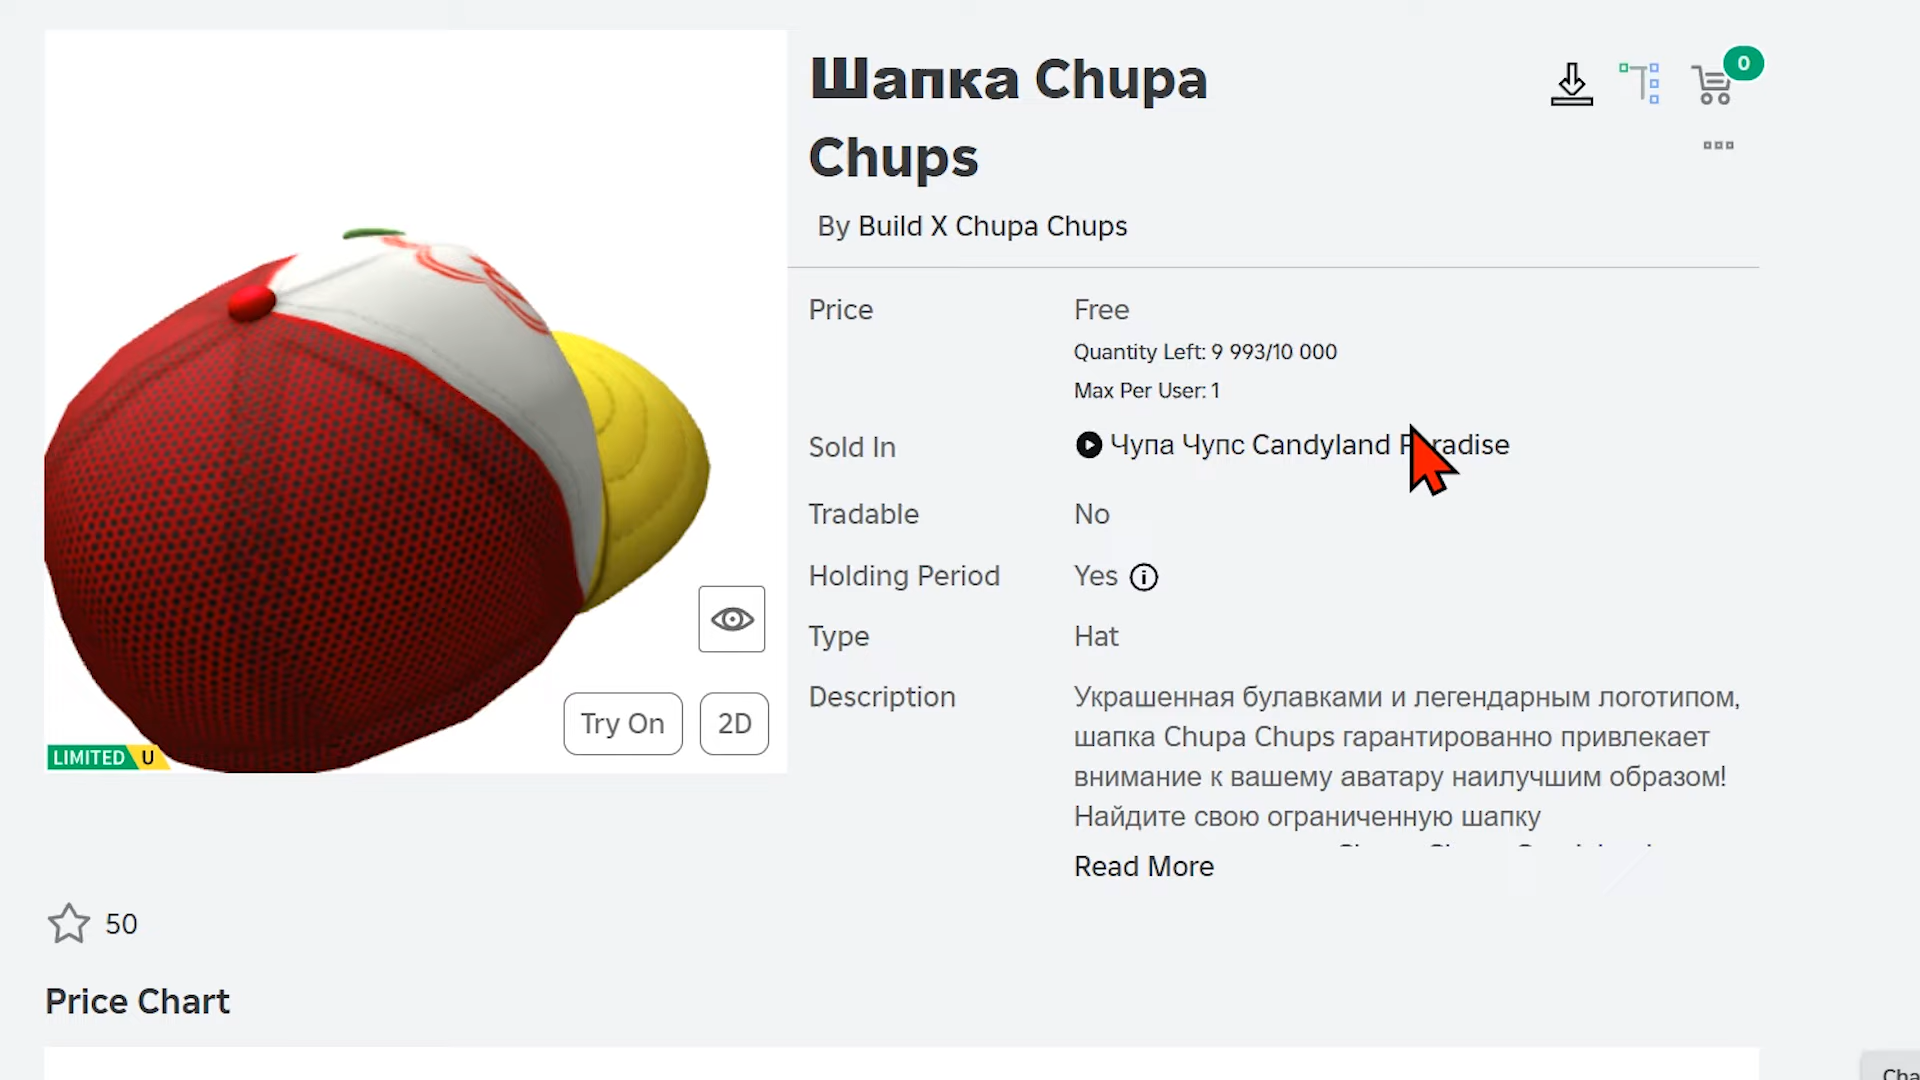 Шапка Chupa
Chups
0
By Build X Chupa Chups
Price
Free
Quantity Left: 9 993/10 000
Max Per User: 1
Sold In
Чупа Чупс Candyland
Tradable
No
Holding Period
Yes
Type
Hat
Description
Украшенная булавками и легендарным логотипом,
шапка Chupa Chups гарантированно привлекает
внимание к вашему аватару наилучшим образом!
Найдите свою ограниченную шапку
Read More
Try On
2D
LIMITED U
50
Price Chart